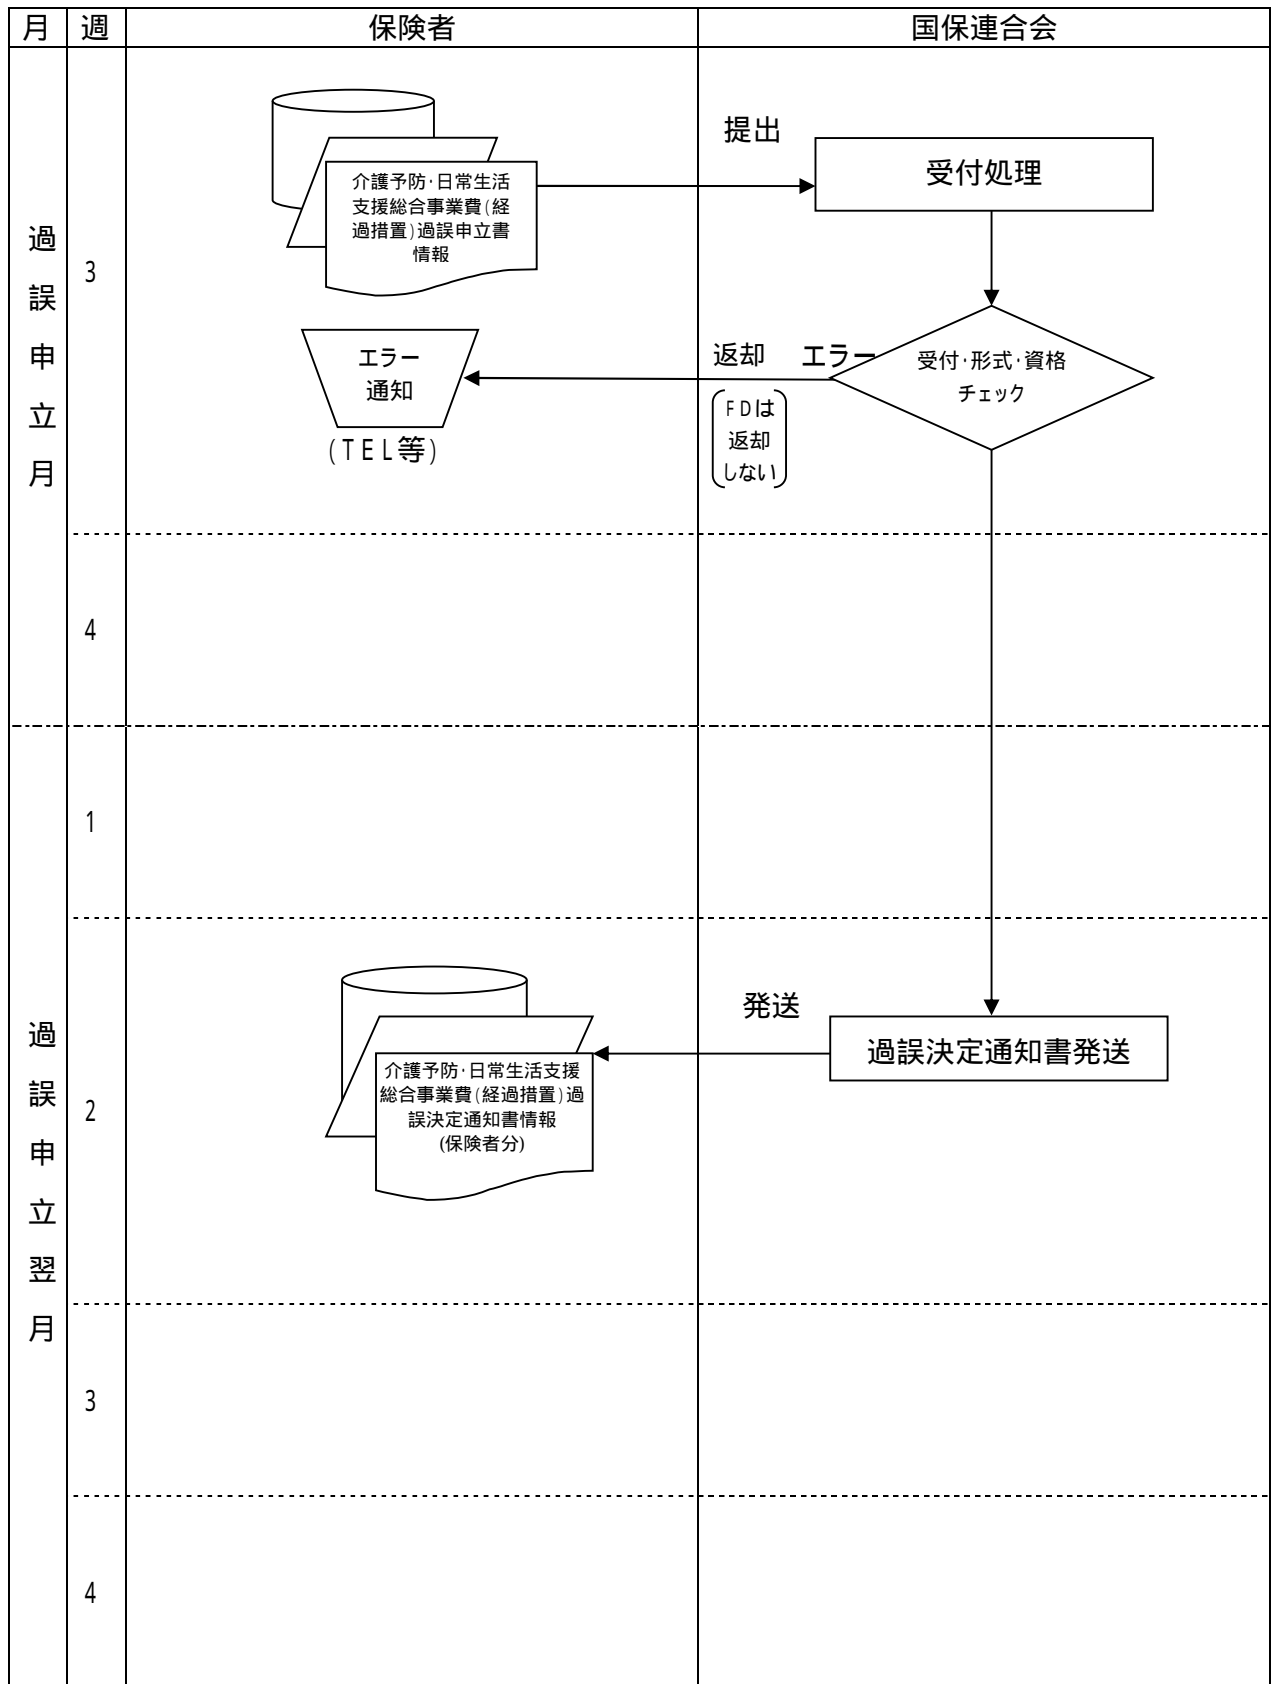 月 週 保険者 国保連合会
過誤申立月
3
介護予防･日常生活
支援総合事業費(経
過措置)過誤申立書
情報
提出
受付処理
エラー
通知
(TEL等)
返却 エラー
FDは
返却
しない
受付･形式･資格
チェック
4
過誤申立翌月
1
2
介護予防･日常生活支援
総合事業費(経過措置)過
誤決定通知書情報
(保険者分)
発送
過誤決定通知書発送
3
4